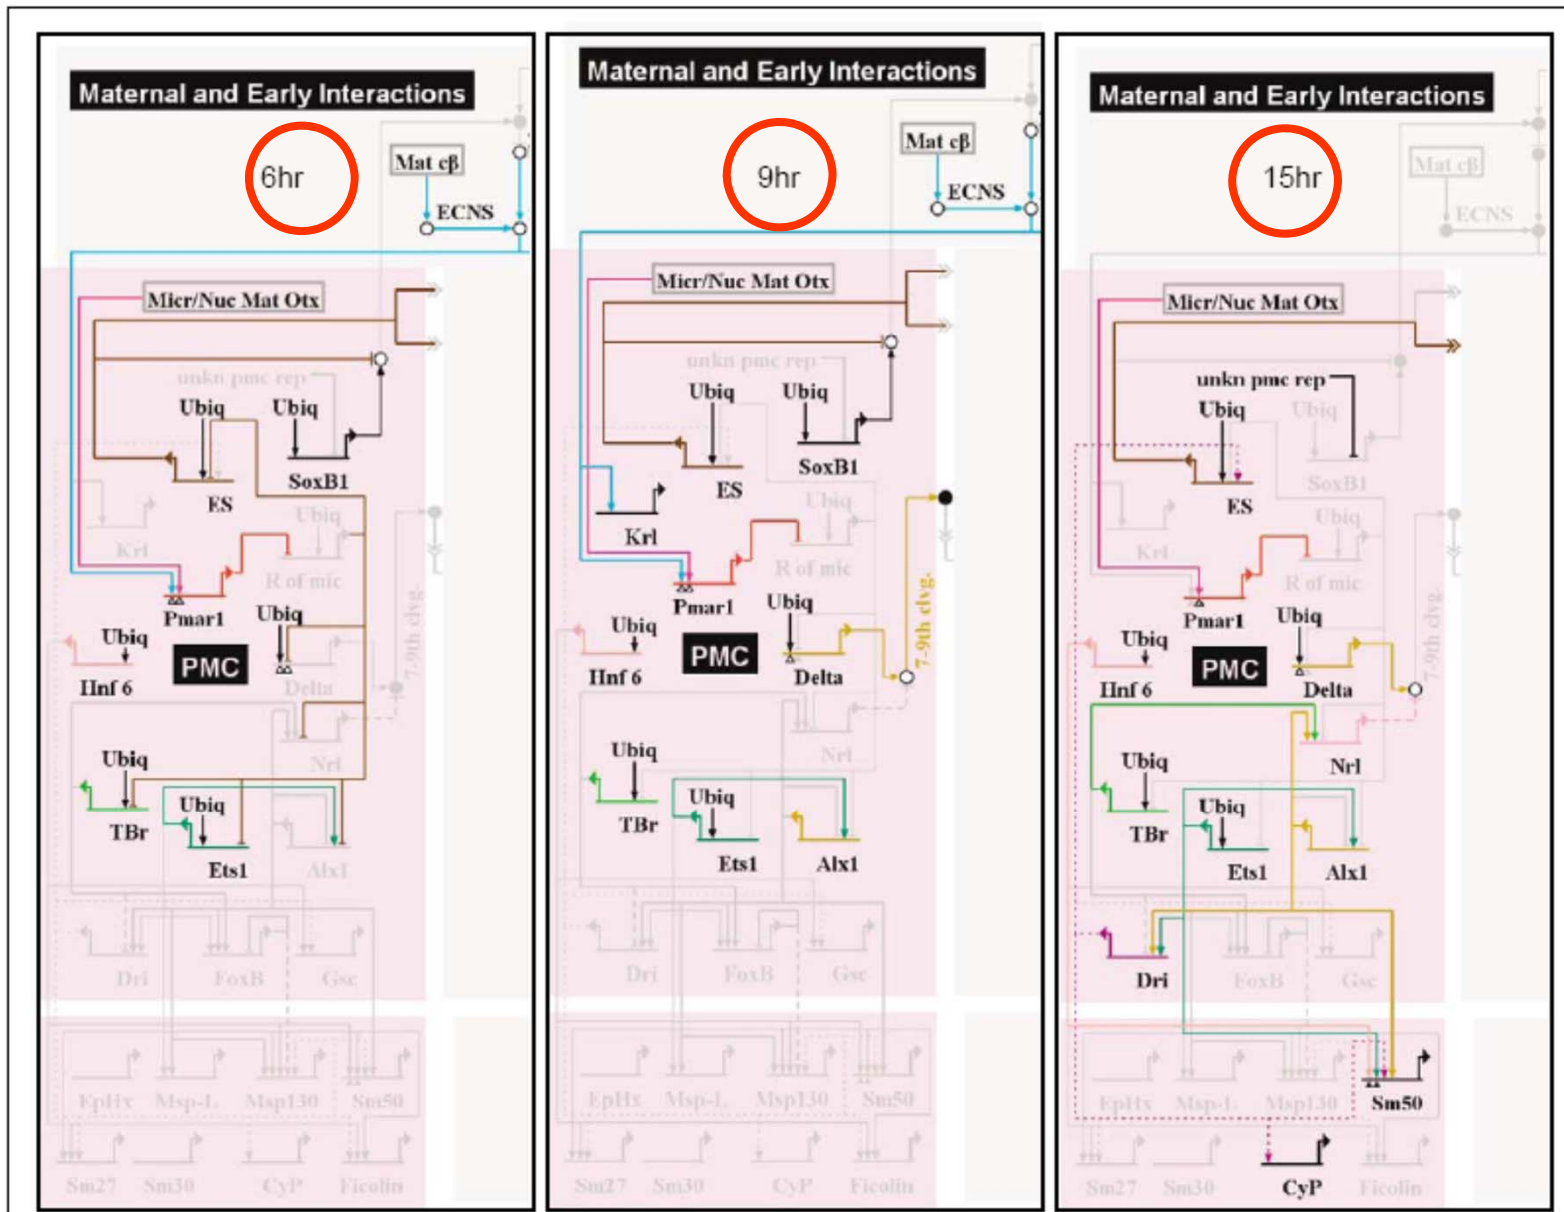 Maternal and Early Interactions
6hr
Mat cβ
ECNS
Micr/Nuc Mat Otx
unkn pmc rep
Ubiq
Ubiq
SoxB1
ES
Ubiq
Krl
R of mic
Pmar1
Ubiq
Ubiq
PMC
Hnf 6
Delta
7-9th clvg.
Nrl
Ubiq
TBr
Ubiq
Ets1
Alx1
Dri
FoxB
Gsc
EpHx
Msp-L
Msp130
Sm50
Sm27
Sm30
CyP
Ficolin
Maternal and Early Interactions
9hr
Mat cβ
ECNS
Micr/Nuc Mat Otx
unkn pmc rep
Ubiq
Ubiq
SoxB1
ES
Ubiq
Krl
R of mic
Pmar1
Ubiq
Ubiq
PMC
Hnf 6
Delta
7-9th clvg.
Nrl
Ubiq
TBr
Ubiq
Ets1
Alx1
Dri
FoxB
Gsc
EpHx
Msp-L
Msp130
Sm50
Sm27
Sm30
CyP
Ficolin
Maternal and Early Interactions
15hr
Mat cβ
ECNS
Micr/Nuc Mat Otx
unkn pmc rep
Ubiq
Ubiq
SoxB1
ES
Ubiq
Krl
R of mic
Pmar1
Ubiq
Ubiq
PMC
Hnf 6
Delta
7-9th clvg.
Nrl
Ubiq
TBr
Ubiq
Ets1
Alx1
Dri
FoxB
Gsc
EpHx
Msp-L
Msp130
Sm50
Sm27
Sm30
CyP
Ficolin